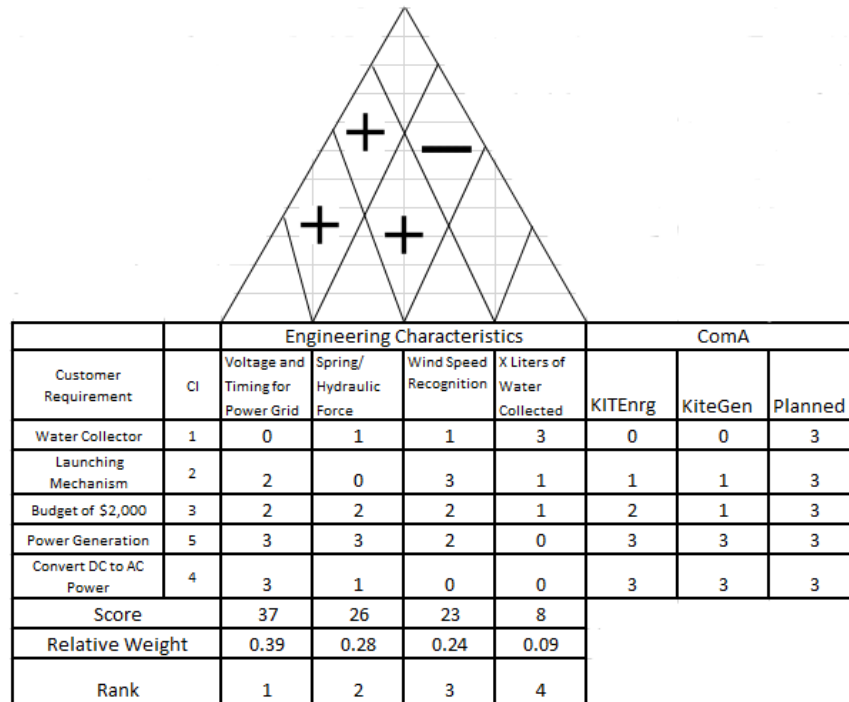 +
−
+
+
Engineering Characteristics ComA
Customer Requirement CI Voltage and Timing for Power Grid Spring/ Hydraulic Force Wind Speed Recognition X Liters of Water Collected KITEnrg KiteGen Planned
Water Collector 1 0 1 1 3 0 0 3
Launching Mechanism 2 2 0 3 1 1 1 3
Budget of $2,000 3 2 2 2 1 2 1 3
Power Generation 5 3 3 2 0 3 3 3
Convert DC to AC Power 4 3 1 0 0 3 3 3
Score 37 26 23 8
Relative Weight 0.39 0.28 0.24 0.09
Rank 1 2 3 4